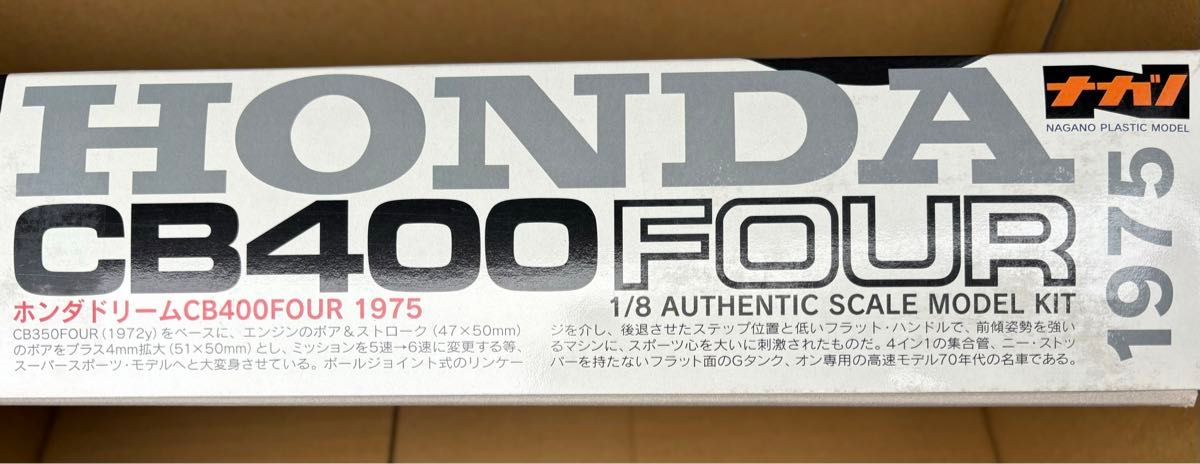 HONDA
ナガノ
NAGANO PLASTIC MODEL
CB400 FOUR
1975
ホンダドリームCB400FOUR 1975
1/8 AUTHENTIC SCALE MODEL KIT
CB350FOUR(1972y)をベースに、エンジンのボア&ストローク(47×50mm)
のボアをプラス4mm拡大(51×50mm)とし、ミッションを5速→6速に変更する等、
スーパースポーツ・モデルへと大変身させている。ボールジョイント式のリンケー
ジを介し、後退させたステップ位置と低いフラット・ハンドルで、前傾姿勢を強い
るマシンに、スポーツ心を大いに刺激されたものだ。4イン1の集合管、ニー・ストッ
パーを持たないフラット面のGタンク、オン専用の高速モデル70年代の名車である。